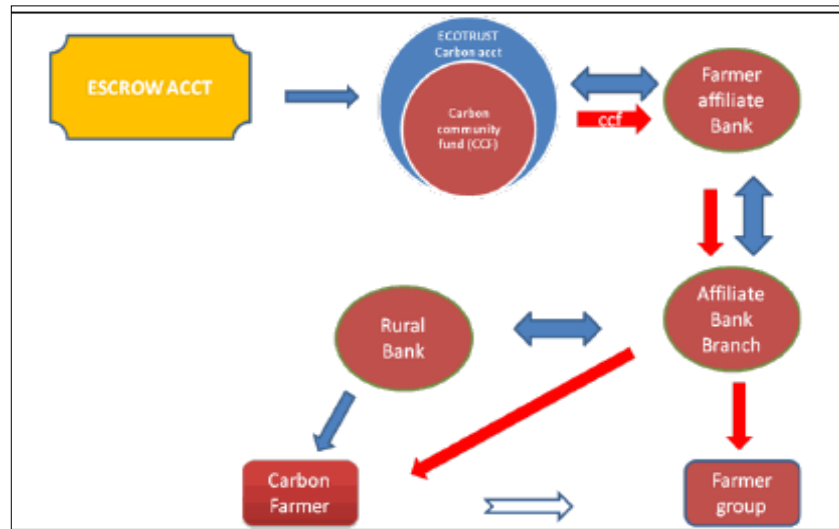 ESCROW ACCT
ECOTRUST
Carbon acct
Carbon
community
fund (CCF)
ccf
Farmer
affiliate
Bank
Rural
Bank
Affiliate
Bank
Branch
Carbon
Farmer
Farmer
group